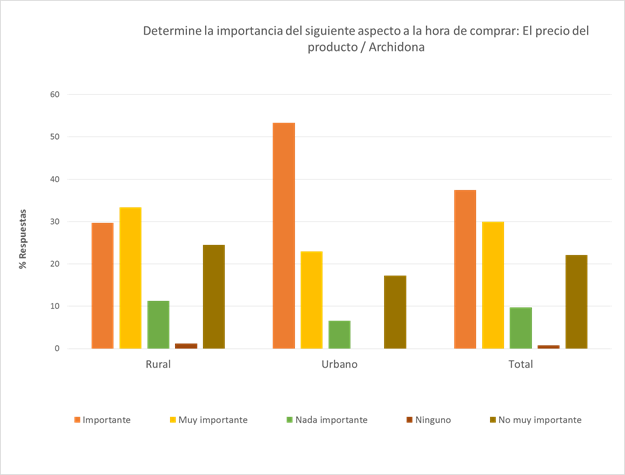 Determine la importancia del siguiente aspecto a la hora de comprar: El precio del
producto / Archidona
60
50
40
30
20
10
0
% Respuestas
Rural Urbano Total
Importante Muy importante Nada importante Ninguno No muy importante